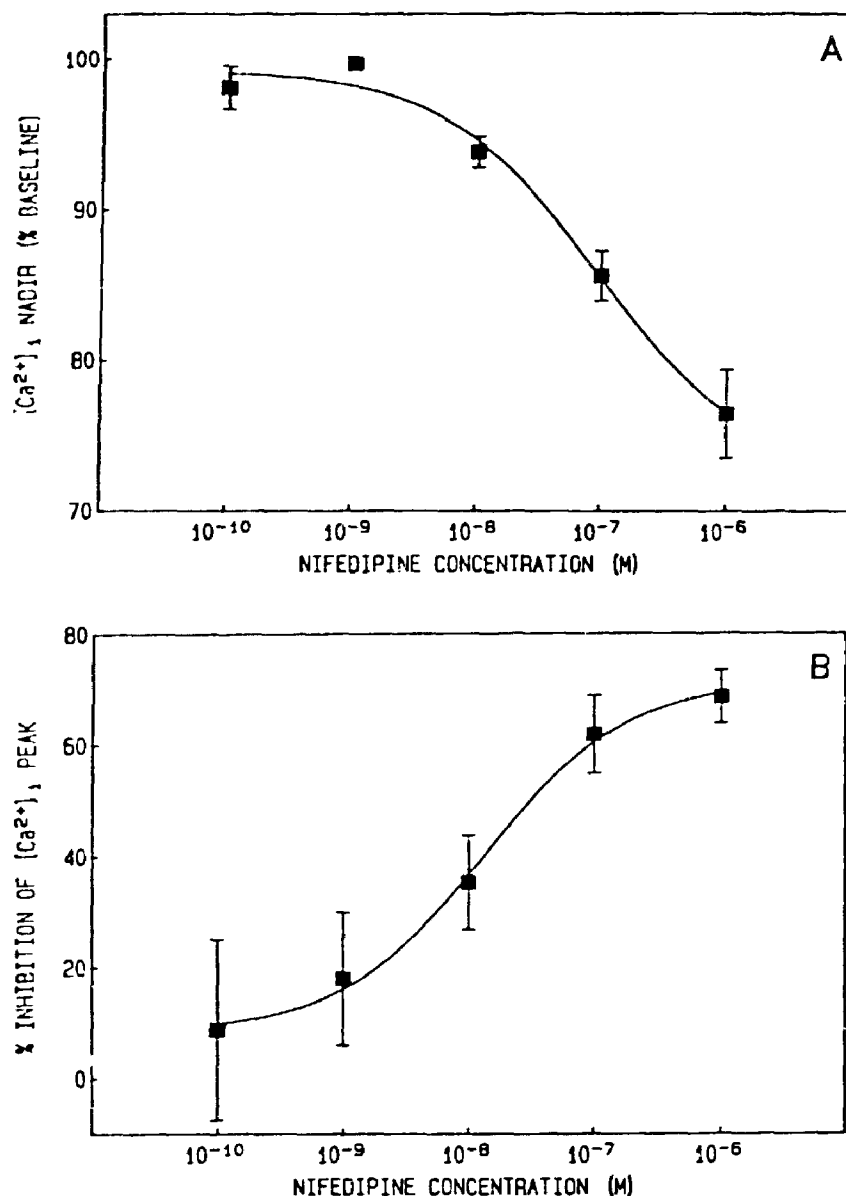 A
100
90
80
70
[Ca²⁺]ᵢ NADIR (% BASELINE)
10⁻¹⁰ 10⁻⁹ 10⁻⁸ 10⁻⁷ 10⁻⁶
NIFEDIPINE CONCENTRATION (M)
B
80
60
40
20
0
% INHIBITION OF [Ca²⁺]ᵢ PEAK
10⁻¹⁰ 10⁻⁹ 10⁻⁸ 10⁻⁷ 10⁻⁶
NIFEDIPINE CONCENTRATION (M)